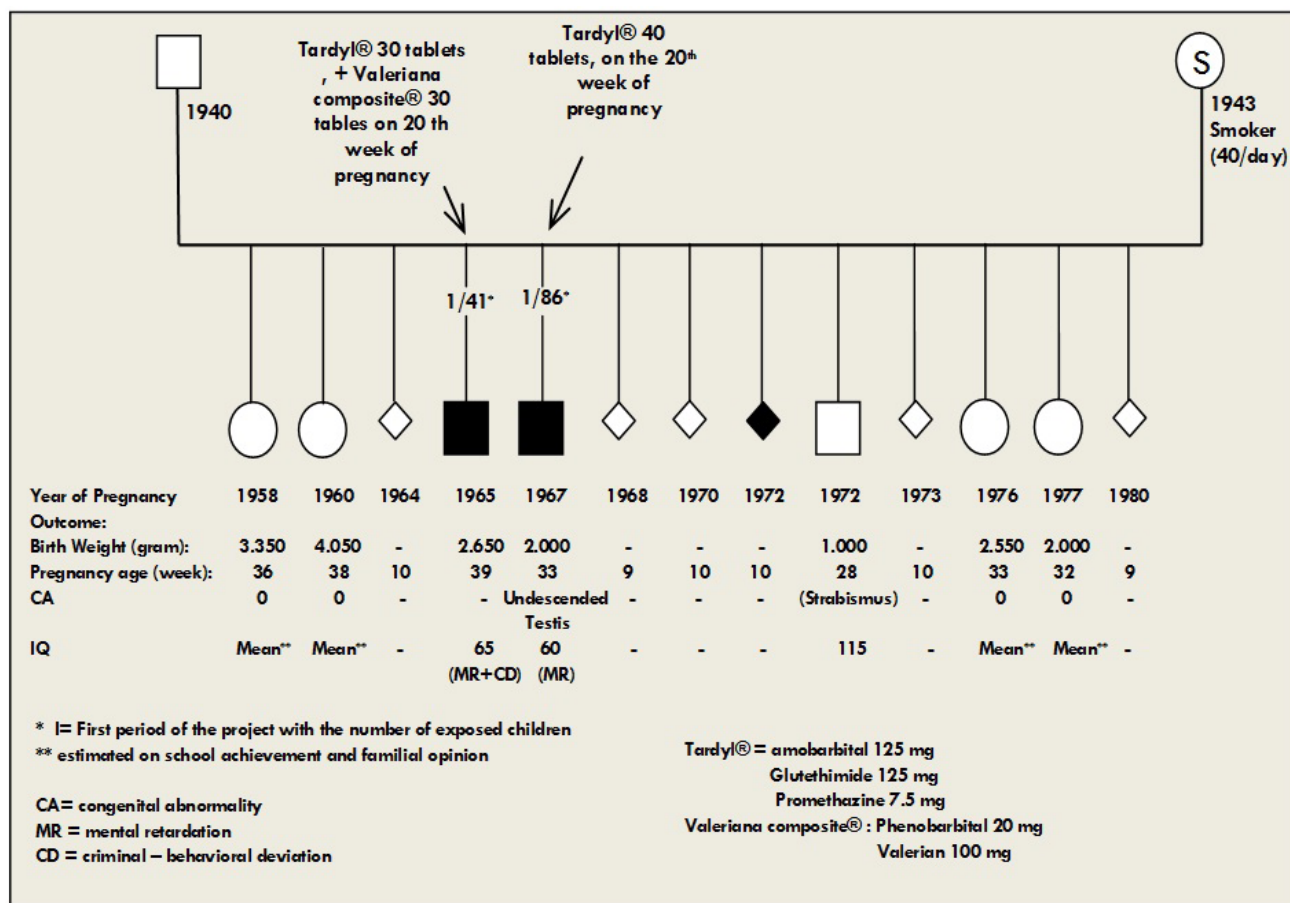 Tardyl® 30 tablets
, + Valeriana
composite® 30
tables on 20 th
week of
pregnancy
Tardyl® 40
tablets, on the 20th
week of
pregnancy
S
1940
1943
Smoker
(40/day)
1/41*
1/86*
Year of Pregnancy 1958 1960 1964 1965 1967 1968 1970 1972 1972 1973 1976 1977 1980
Outcome:
Birth Weight (gram): 3.350 4.050 - 2.650 2.000 - - - 1.000 - 2.550 2.000 -
Pregnancy age (week): 36 38 10 39 33 9 10 10 28 10 33 32 9
CA 0 0 - - Undescended - - - (Strabismus) - 0 0 -
Testis
IQ Mean** Mean** - 65 60 - - - 115 - Mean** Mean** -
(MR+CD) (MR)
* I= First period of the project with the number of exposed children
** estimated on school achievement and familial opinion
CA= congenital abnormality
MR = mental retardation
CD = criminal – behavioral deviation
Tardyl® = amobarbital 125 mg
Glutethimide 125 mg
Promethazine 7.5 mg
Valeriana composite® : Phenobarbital 20 mg
Valerian 100 mg